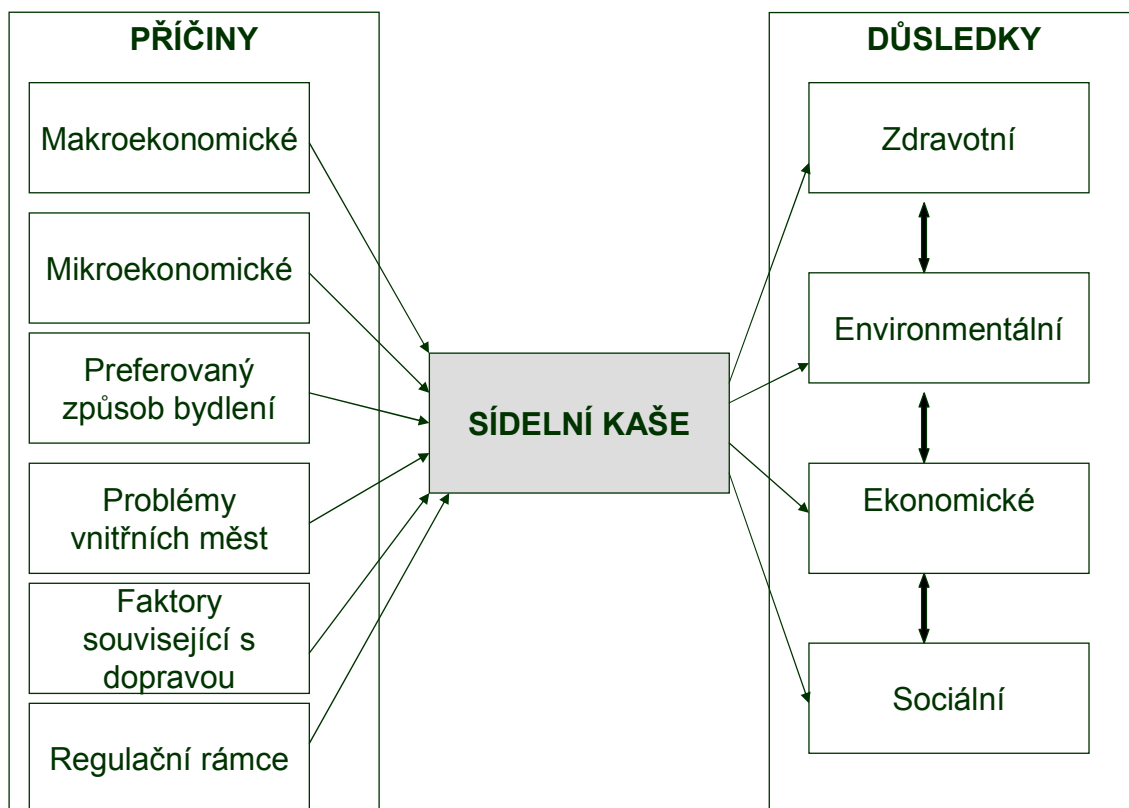 PŘÍČINY
Makroekonomické
Mikroekonomické
Preferovaný
způsob bydlení
Problémy
vnitřních měst
Faktory
související s
dopravou
Regulační rámce
SÍDELNÍ KAŠE
DŮSLEDKY
Zdravotní
Environmentální
Ekonomické
Sociální